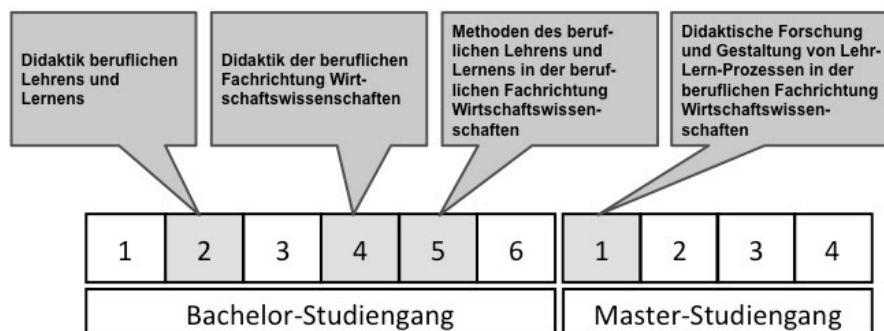 Didaktik beruflichen
Lehrens und
Lernens
Didaktik der beruflichen
Fachrichtung Wirt-
schaftswissenschaften
Methoden des beruf-
lichen Lehrens und
Lernens in der beruf-
lichen Fachrichtung
Wirtschaftswissen-
schaften
Didaktische Forschung
und Gestaltung von Lehr-
Lern-Prozessen in der
beruflichen Fachrichtung
Wirtschaftswissen-
schaften
1 2 3 4 5 6 1 2 3 4
Bachelor-Studiengang Master-Studiengang